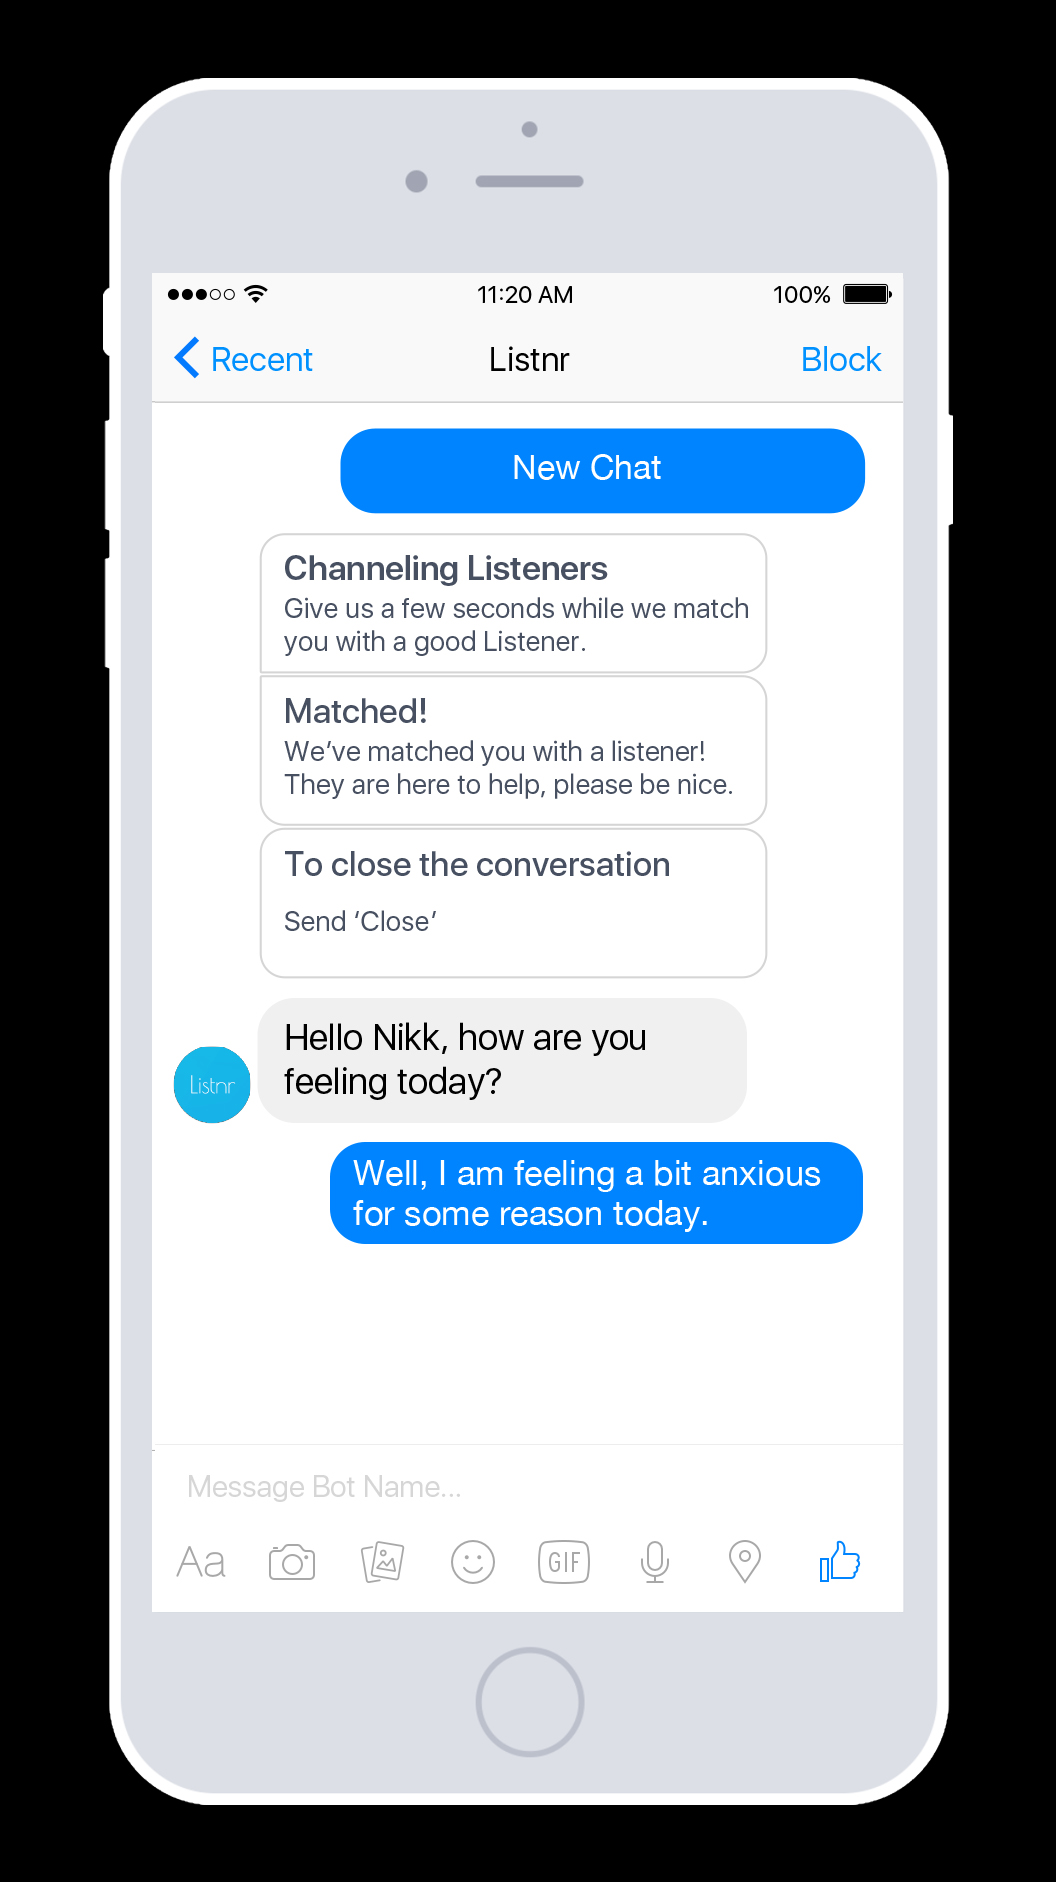 11:20 AM 100%
Recent Listnr Block
New Chat
Channeling Listeners
Give us a few seconds while we match
you with a good Listener.
Matched!
We’ve matched you with a listener!
They are here to help, please be nice.
To close the conversation
Send ‘Close’
Hello Nikk, how are you
feeling today?
Listnr
Well, I am feeling a bit anxious
for some reason today.
Message Bot Name...
Aa GIF